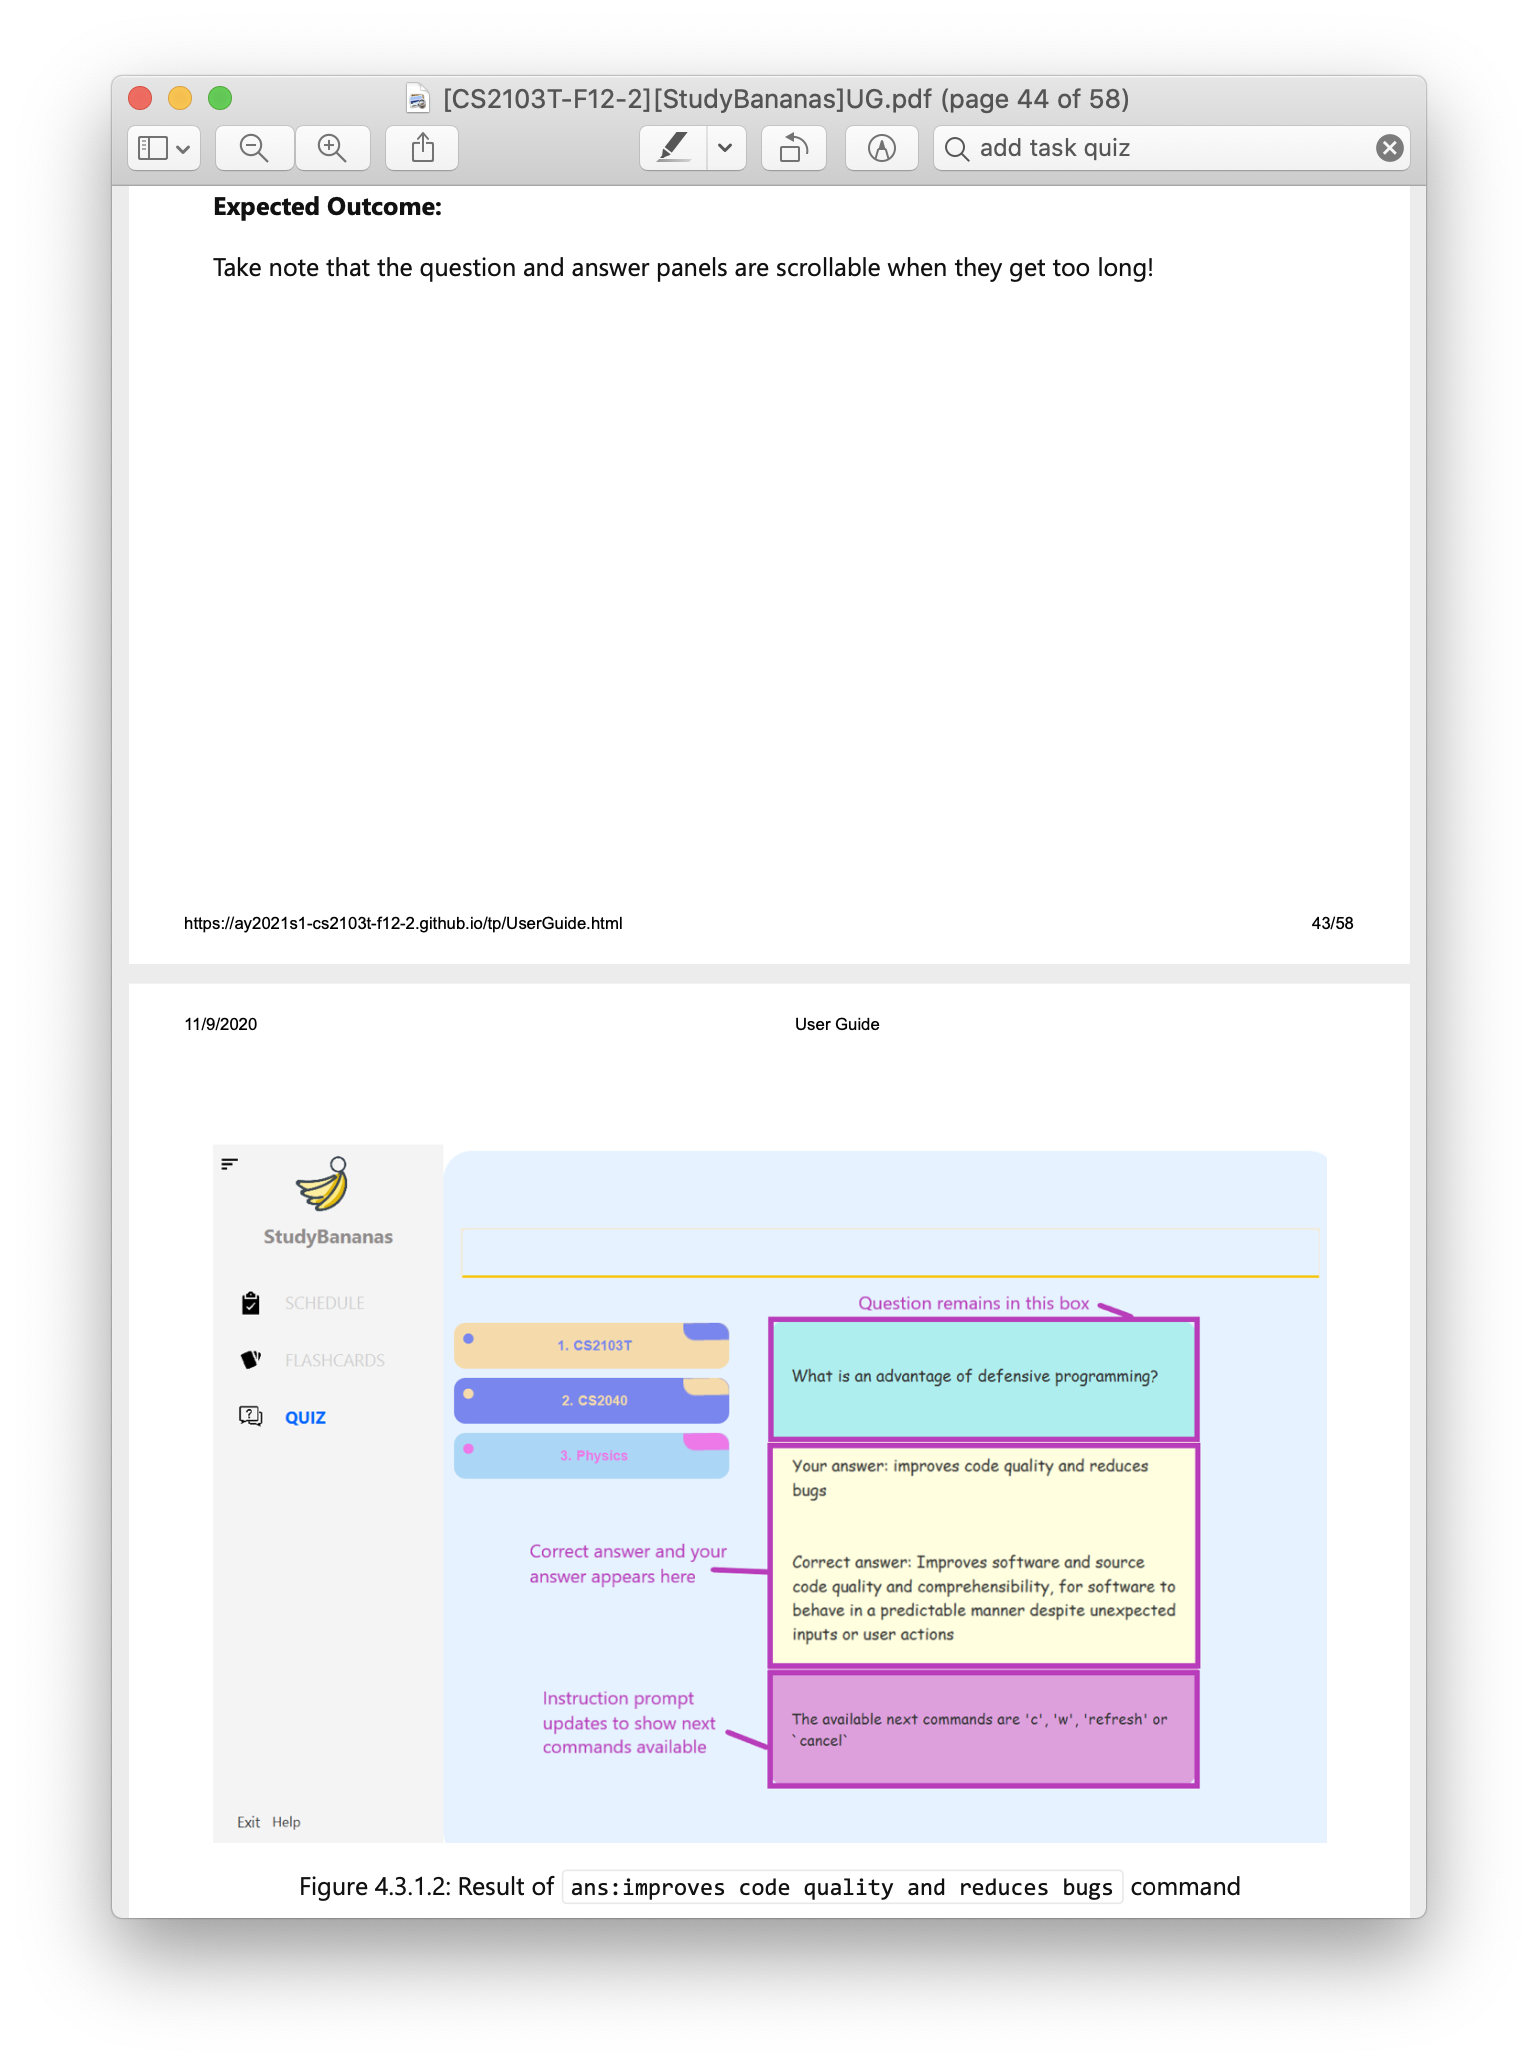 [CS2103T-F12-2][StudyBananas]UG.pdf (page 44 of 58)
add task quiz
Expected Outcome:
Take note that the question and answer panels are scrollable when they get too long!
https://ay2021s1-cs2103t-f12-2.github.io/tp/UserGuide.html 43/58
11/9/2020 User Guide
StudyBananas
SCHEDULE
FLASHCARDS
QUIZ
Exit Help
1. CS2103T
2. CS2040
3. Physics
Question remains in this box
What is an advantage of defensive programming?
Your answer: improves code quality and reduces
bugs
Correct answer and your
answer appears here
Correct answer: Improves software and source
code quality and comprehensibility, for software to
behave in a predictable manner despite unexpected
inputs or user actions
Instruction prompt
updates to show next
commands available
The available next commands are 'c', 'w', 'refresh' or
`cancel`
Figure 4.3.1.2: Result of ans:improves code quality and reduces bugs command